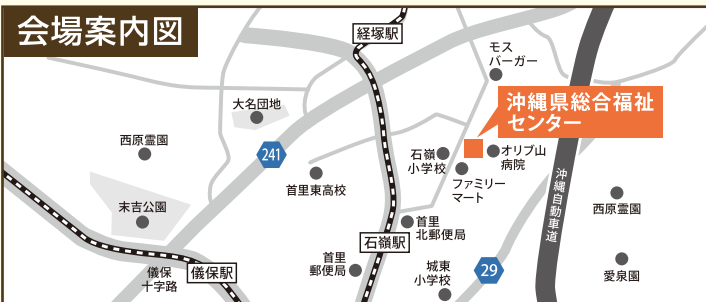 会場案内図
経塚駅
モス
バーガー
沖縄県総合福祉
センター
大名団地
西原霊園
241
石嶺
小学校
オリブ山
病院
ファミリー
マート
首里東高校
沖縄自動車道
末吉公園
西原霊園
首里
北郵便局
石嶺駅
儀保
十字路
儀保駅
首里
郵便局
城東
小学校
29
愛泉園